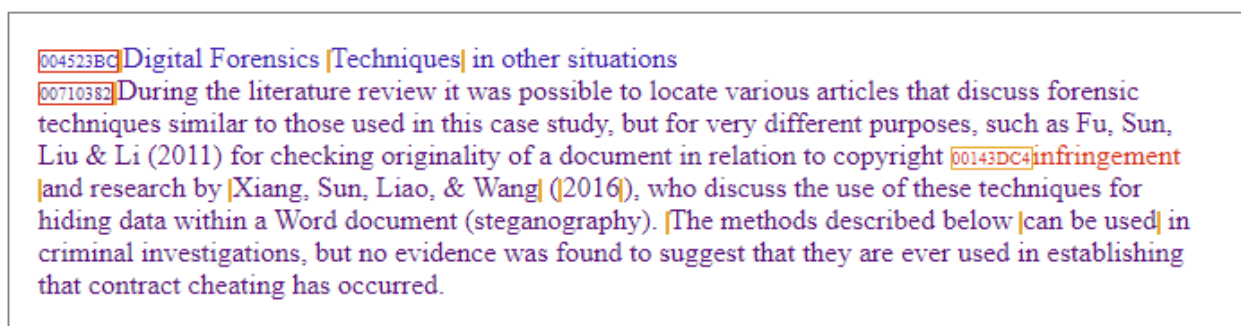 004523BC Digital Forensics Techniques in other situations
00710382 During the literature review it was possible to locate various articles that discuss forensic
techniques similar to those used in this case study, but for very different purposes, such as Fu, Sun,
Liu & Li (2011) for checking originality of a document in relation to copyright 00143DC4 infringement
and research by Xiang, Sun, Liao, & Wang (2016), who discuss the use of these techniques for
hiding data within a Word document (steganography). The methods described below can be used in
criminal investigations, but no evidence was found to suggest that they are ever used in establishing
that contract cheating has occurred.